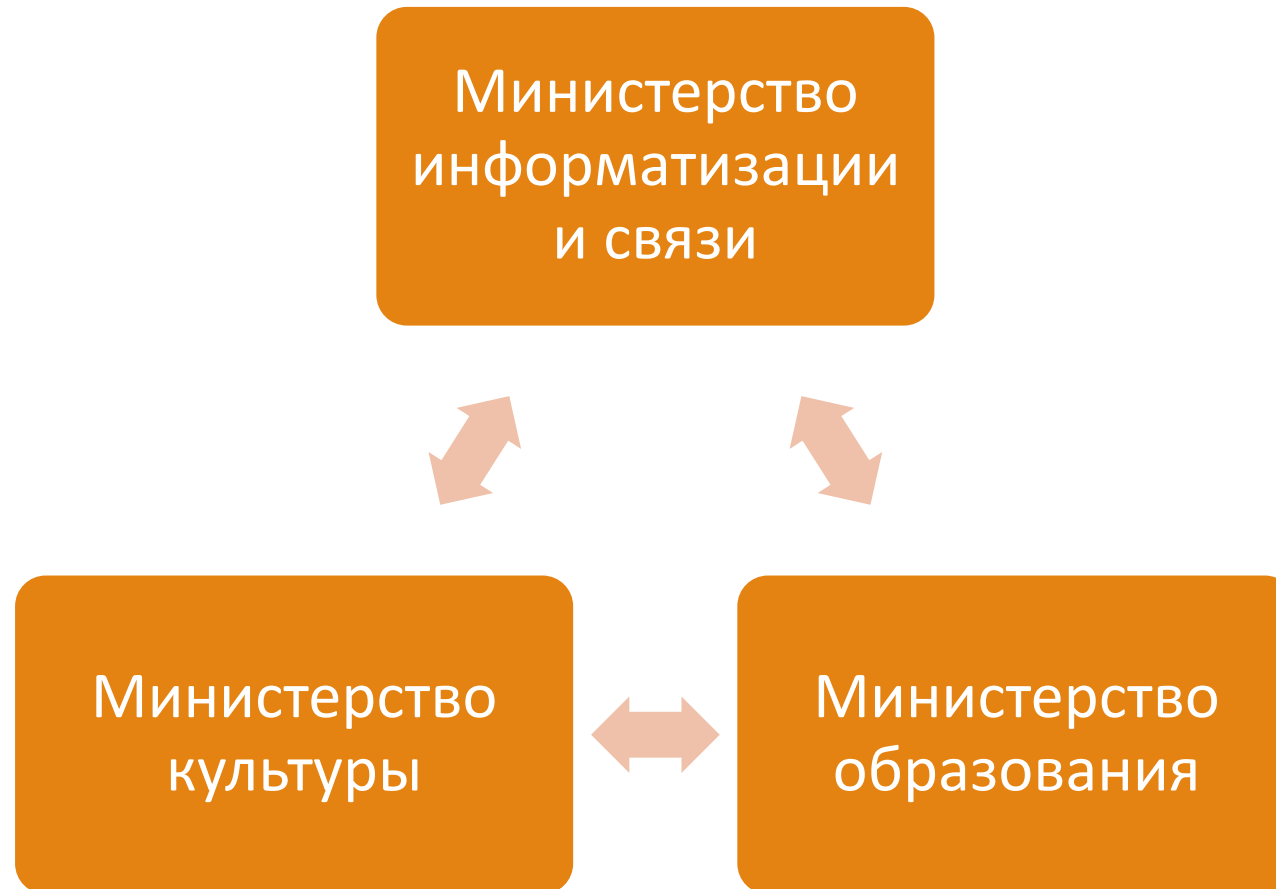 Министерство
информатизации
и связи
Министерство
культуры
Министерство
образования